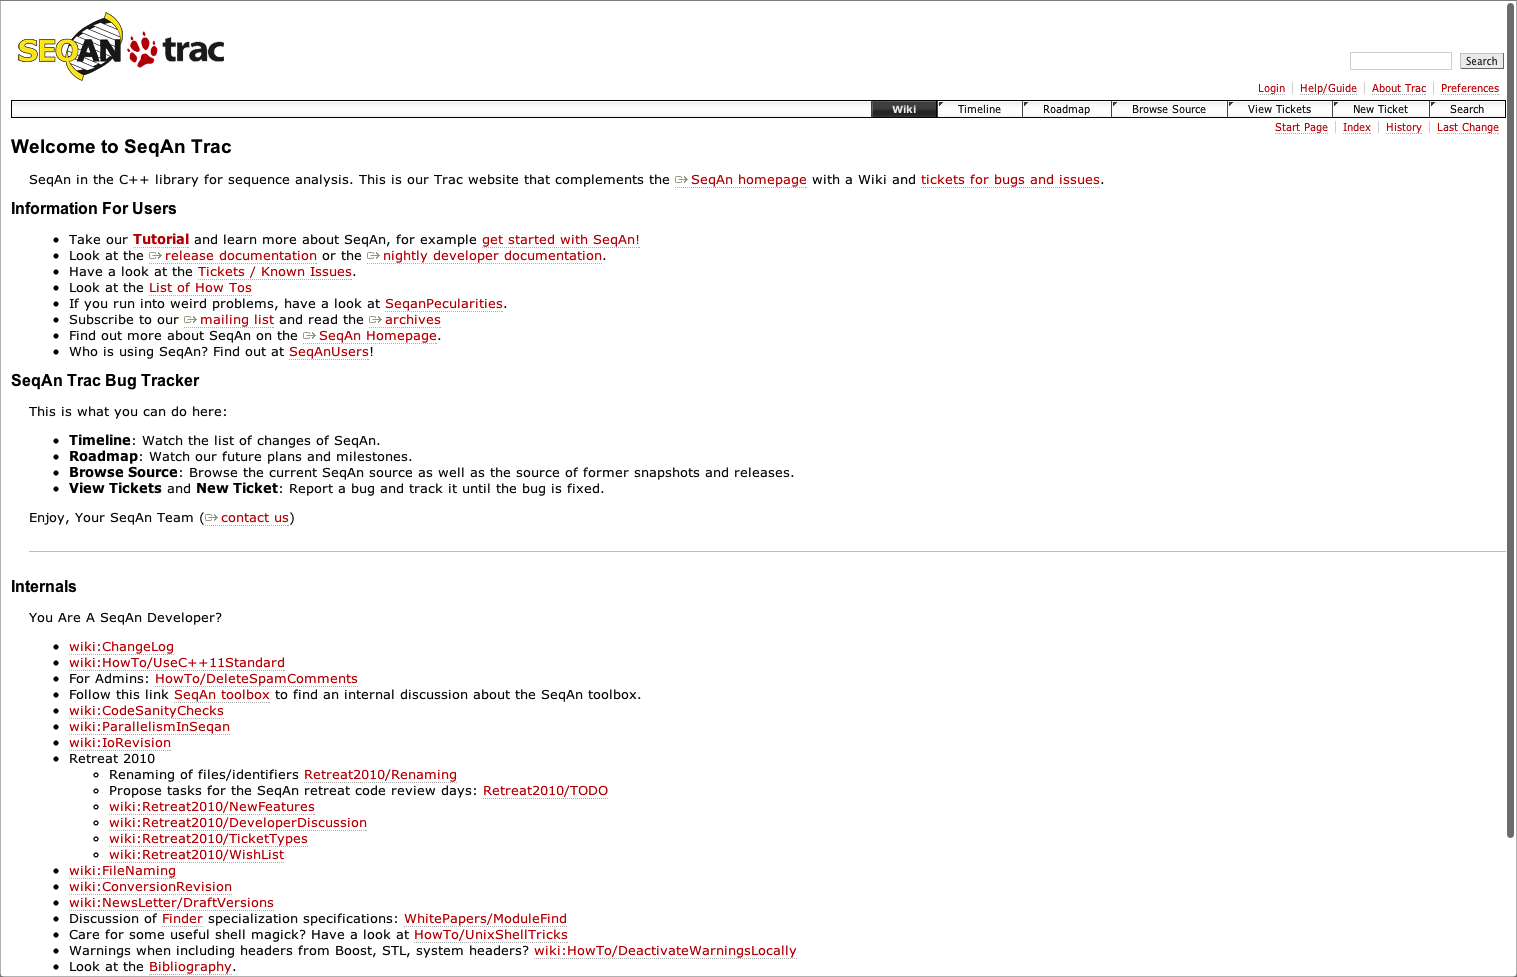 SEQAN trac
Search
Login Help/Guide About Trac Preferences
Wiki Timeline Roadmap Browse Source View Tickets New Ticket Search
Start Page Index History Last Change
Welcome to SeqAn Trac
SeqAn in the C++ library for sequence analysis. This is our Trac website that complements the SeqAn homepage with a Wiki and tickets for bugs and issues.
Information For Users
Take our Tutorial and learn more about SeqAn, for example get started with SeqAn!
Look at the release documentation or the nightly developer documentation.
Have a look at the Tickets / Known Issues.
Look at the List of How Tos
If you run into weird problems, have a look at SeqanPecularities.
Subscribe to our mailing list and read the archives
Find out more about SeqAn on the SeqAn Homepage.
Who is using SeqAn? Find out at SeqAnUsers!
SeqAn Trac Bug Tracker
This is what you can do here:
Timeline: Watch the list of changes of SeqAn.
Roadmap: Watch our future plans and milestones.
Browse Source: Browse the current SeqAn source as well as the source of former snapshots and releases.
View Tickets and New Ticket: Report a bug and track it until the bug is fixed.
Enjoy, Your SeqAn Team (contact us)
Internals
You Are A SeqAn Developer?
wiki:ChangeLog
wiki:HowTo/UseC++11Standard
For Admins: HowTo/DeleteSpamComments
Follow this link SeqAn toolbox to find an internal discussion about the SeqAn toolbox.
wiki:CodeSanityChecks
wiki:ParallelismInSeqan
wiki:IoRevision
Retreat 2010
Renaming of files/identifiers Retreat2010/Renaming
Propose tasks for the SeqAn retreat code review days: Retreat2010/TODO
wiki:Retreat2010/NewFeatures
wiki:Retreat2010/DeveloperDiscussion
wiki:Retreat2010/TicketTypes
wiki:Retreat2010/WishList
wiki:FileNaming
wiki:ConversionRevision
wiki:NewsLetter/DraftVersions
Discussion of Finder specialization specifications: WhitePapers/ModuleFind
Care for some useful shell magick? Have a look at HowTo/UnixShellTricks
Warnings when including headers from Boost, STL, system headers? wiki:HowTo/DeactivateWarningsLocally
Look at the Bibliography.